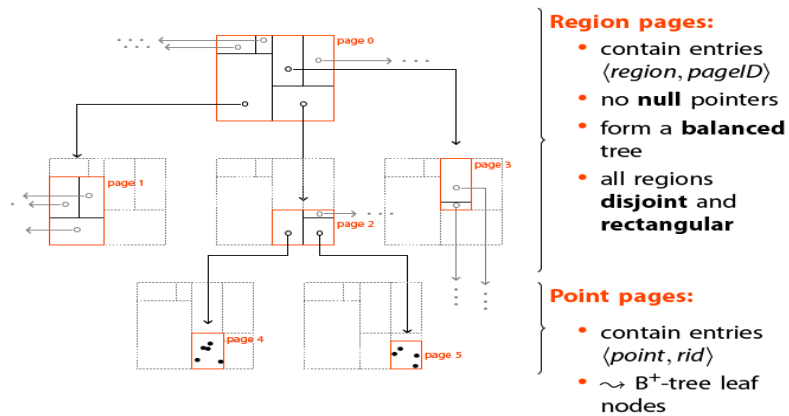 page 0
page 1
page 3
page 2
page 4
page 5
Region pages:
• contain entries
⟨region, pageID⟩
• no null pointers
• form a balanced
tree
• all regions
disjoint and
rectangular
Point pages:
• contain entries
⟨point, rid⟩
• ⇝ B⁺-tree leaf
nodes